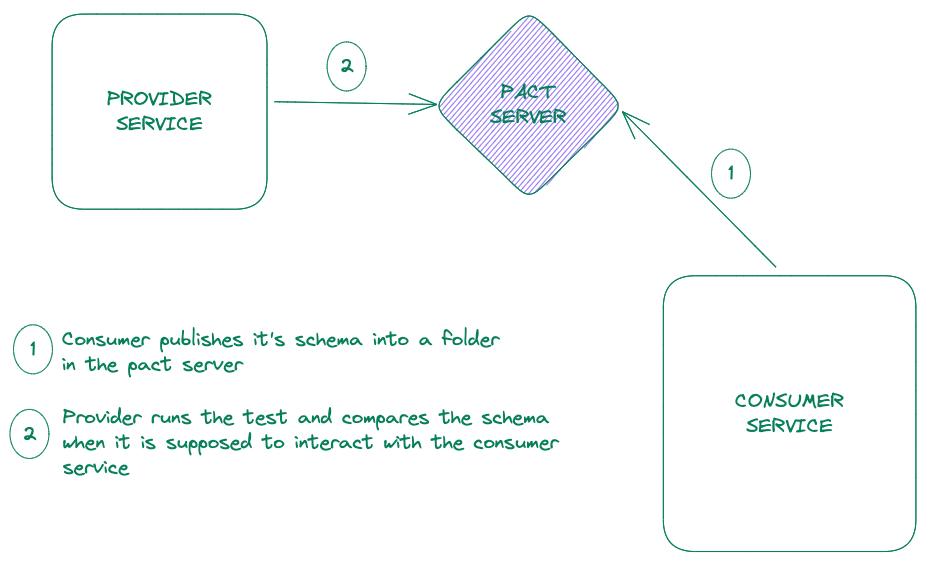 PROVIDER
SERVICE
2
PACT
SERVER
1
1
Consumer publishes it's schema into a folder
in the pact server
2
Provider runs the test and compares the schema
when it is supposed to interact with the consumer
service
CONSUMER
SERVICE